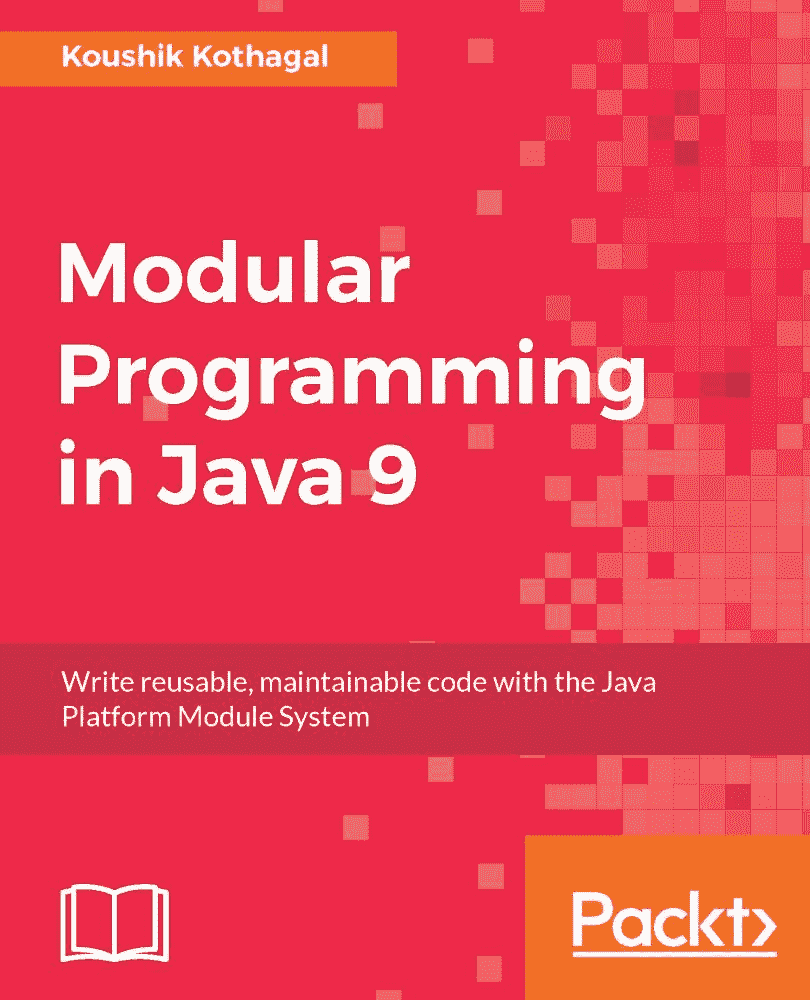 Koushik Kothagal
Modular
Programming
in Java 9
Write reusable, maintainable code with the Java
Platform Module System
Packt>